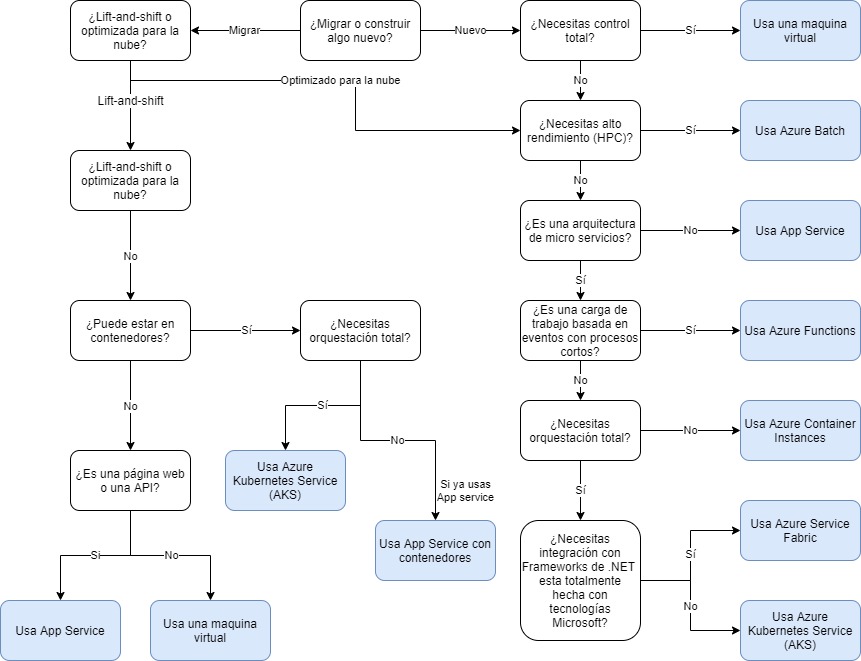 ¿Lift-and-shift o
optimizada para la
nube?
Migrar
¿Migrar o construir
algo nuevo?
Nuevo
¿Necesitas control
total?
Sí
Usa una maquina
virtual
No
Optimizado para la nube
Lift-and-shift
¿Necesitas alto
rendimiento (HPC)?
Sí
Usa Azure Batch
¿Lift-and-shift o
optimizada para la
nube?
No
¿Es una arquitectura
de micro servicios?
No
Usa App Service
No
Sí
¿Puede estar en
contenedores?
Sí
¿Necesitas
orquestación total?
¿Es una carga de
trabajo basada en
eventos con procesos
cortos?
Sí
Usa Azure Functions
No
No
Sí
No
¿Necesitas
orquestación total?
No
Usa Azure Container
Instances
¿Es una página web
o una API?
Usa Azure
Kubernetes Service
(AKS)
Si ya usas
App service
Sí
Usa App Service con
contenedores
¿Necesitas
integración con
Frameworks de .NET
esta totalmente
hecha con
tecnologías
Microsoft?
Sí
Usa Azure Service
Fabric
No
Usa Azure
Kubernetes Service
(AKS)
Si
No
Usa App Service
Usa una maquina
virtual